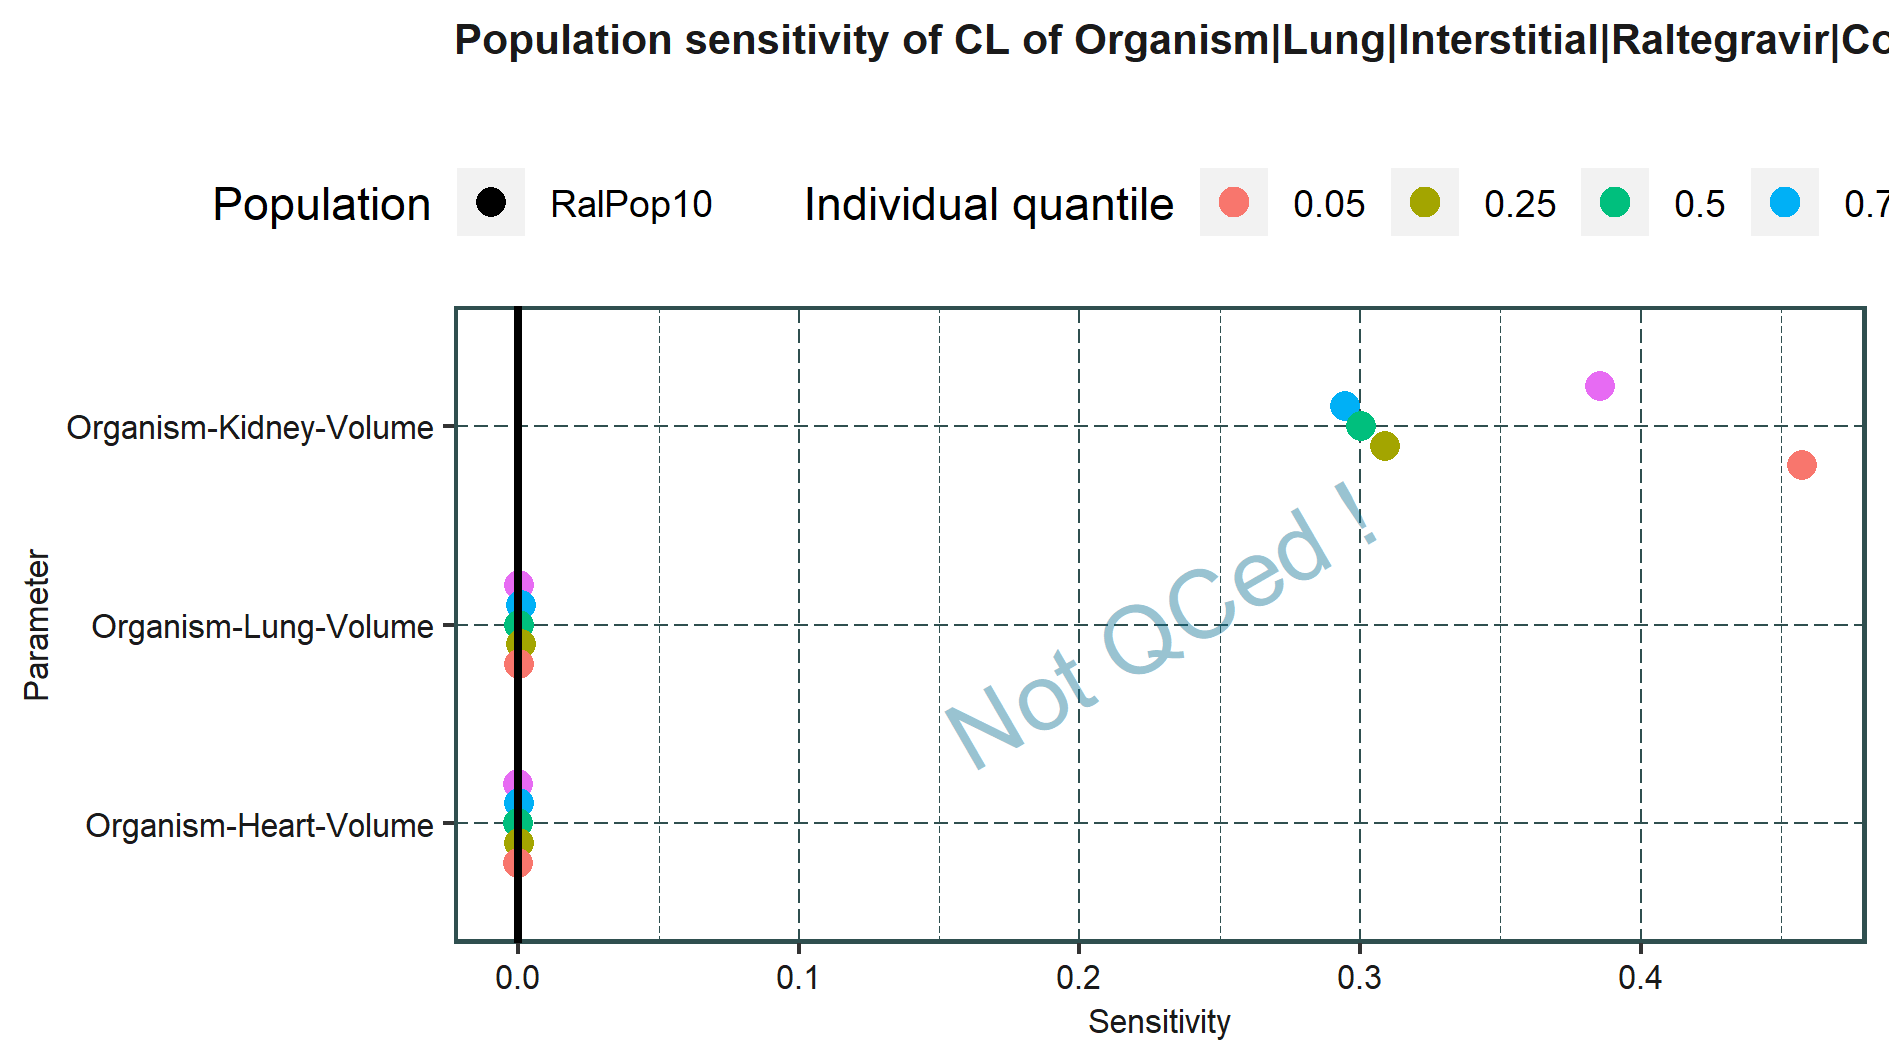 Population sensitivity of CL of Organism|Lung|Interstitial|Raltegravir|Co
Population RalPop10 Individual quantile 0.05 0.25 0.5 0.7
Organism-Kidney-Volume
Organism-Lung-Volume
Organism-Heart-Volume
Parameter
Not QCed !
0.0 0.1 0.2 0.3 0.4
Sensitivity